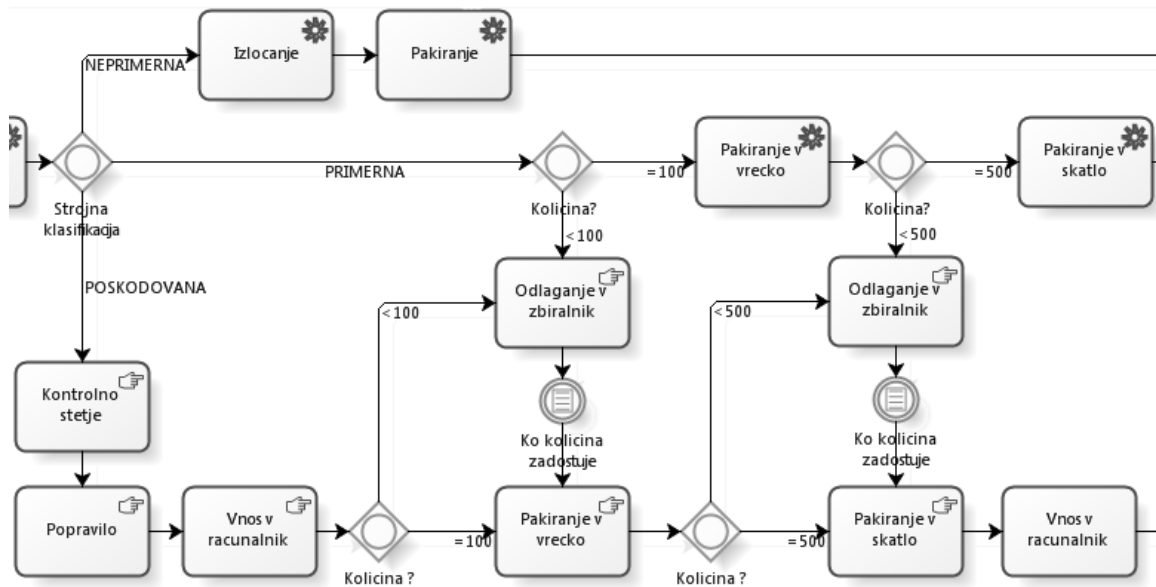 NEPRIMERNA
Izlocanje
Pakiranje
Strojna
klasifikacija
PRIMERNA
Kolicina?
=100
Pakiranje v
vrecko
Kolicina?
=500
Pakiranje v
skatlo
<100
<500
POSKODOVANA
<100
Odlaganje v
zbiralnik
<500
Odlaganje v
zbiralnik
Kontrolno
stetje
Ko kolicina
zadostuje
Ko kolicina
zadostuje
Popravilo
Vnos v
racunalnik
Kolicina ?
=100
Pakiranje v
vrecko
Kolicina ?
=500
Pakiranje v
skatlo
Vnos v
racunalnik